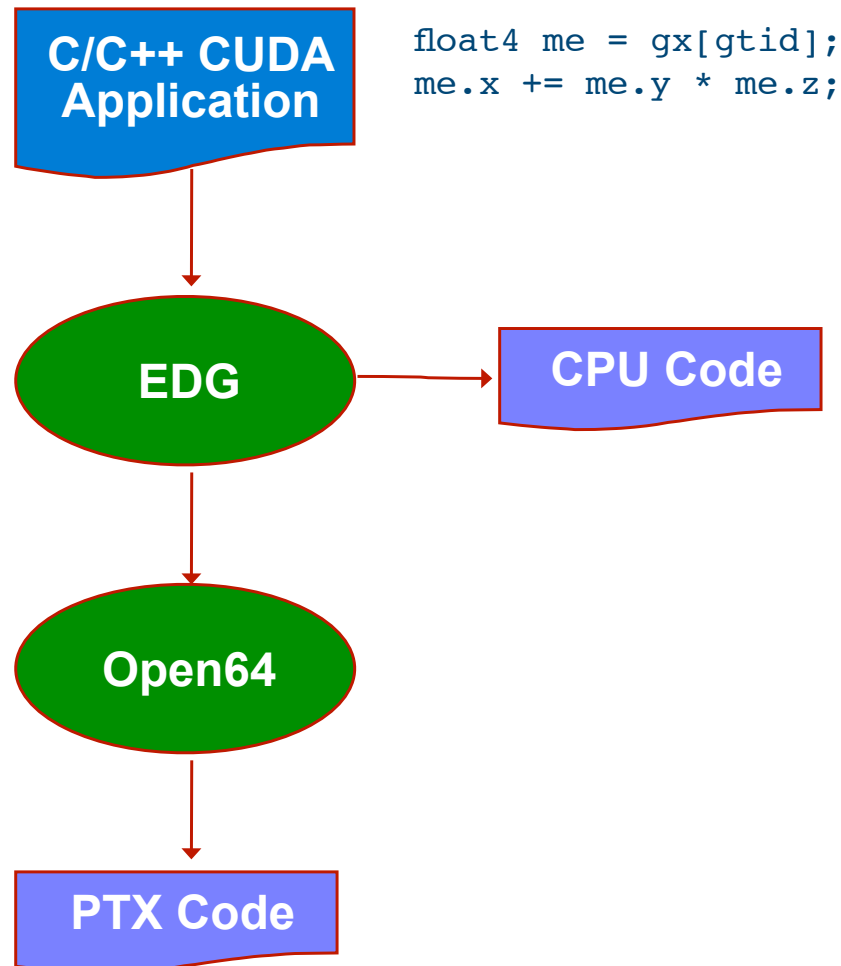 C/C++ CUDA
Application
float4 me = gx[gtid];
me.x += me.y * me.z;
EDG
CPU Code
Open64
PTX Code